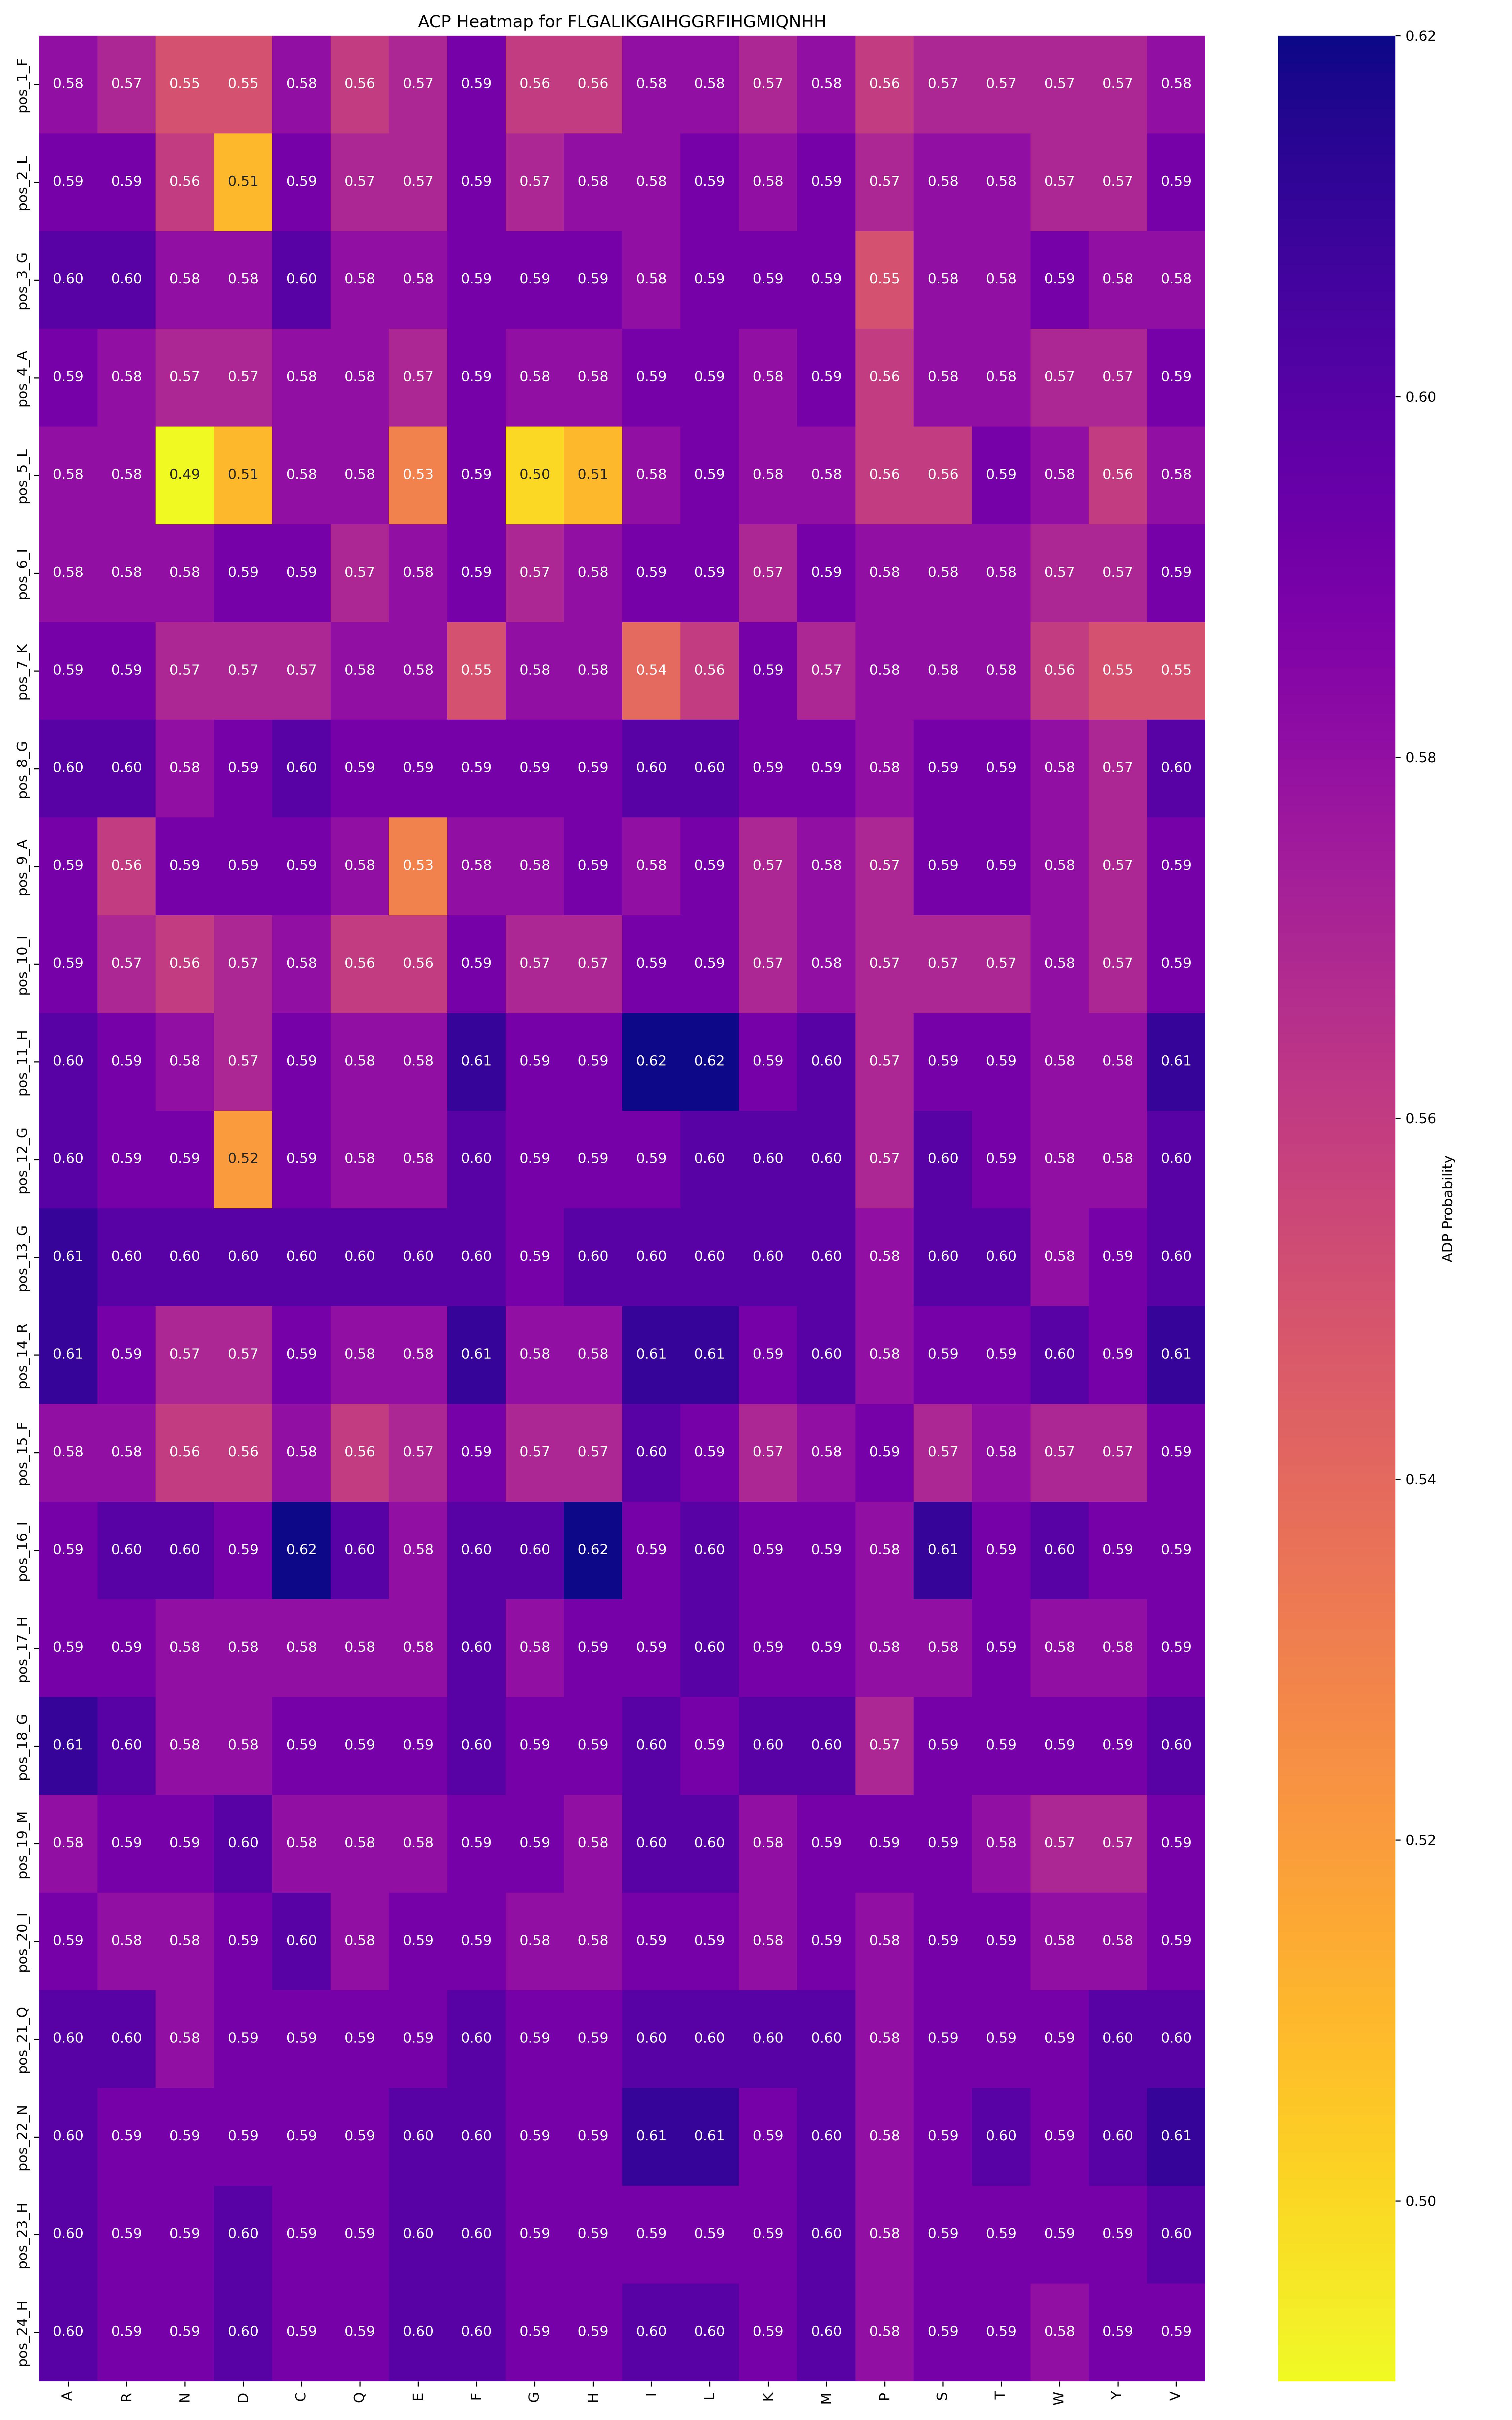 ACP Heatmap for FLGALIKGAIHGGRFIHGMIQNHH
pos_1_F 0.58 0.57 0.55 0.55 0.58 0.56 0.57 0.59 0.56 0.56 0.58 0.58 0.57 0.58 0.56 0.57 0.57 0.57 0.57 0.58
pos_2_L 0.59 0.59 0.56 0.51 0.59 0.57 0.57 0.59 0.57 0.58 0.58 0.59 0.58 0.59 0.57 0.58 0.58 0.57 0.57 0.59
pos_3_G 0.60 0.60 0.58 0.58 0.60 0.58 0.58 0.59 0.59 0.59 0.58 0.59 0.59 0.59 0.55 0.58 0.58 0.59 0.58 0.58
pos_4_A 0.59 0.58 0.57 0.57 0.58 0.58 0.57 0.59 0.58 0.58 0.59 0.59 0.58 0.59 0.56 0.58 0.58 0.57 0.57 0.59
pos_5_L 0.58 0.58 0.49 0.51 0.58 0.58 0.53 0.59 0.50 0.51 0.58 0.59 0.58 0.58 0.56 0.56 0.59 0.58 0.56 0.58
pos_6_I 0.58 0.58 0.58 0.59 0.59 0.57 0.58 0.59 0.57 0.58 0.59 0.59 0.57 0.59 0.58 0.58 0.58 0.57 0.57 0.59
pos_7_K 0.59 0.59 0.57 0.57 0.57 0.58 0.58 0.55 0.58 0.58 0.54 0.56 0.59 0.57 0.58 0.58 0.58 0.56 0.55 0.55
pos_8_G 0.60 0.60 0.58 0.59 0.60 0.59 0.59 0.59 0.59 0.59 0.60 0.60 0.59 0.59 0.58 0.59 0.59 0.58 0.57 0.60
pos_9_A 0.59 0.56 0.59 0.59 0.59 0.58 0.53 0.58 0.58 0.59 0.58 0.59 0.57 0.58 0.57 0.59 0.59 0.58 0.57 0.59
pos_10_I 0.59 0.57 0.56 0.57 0.58 0.56 0.56 0.59 0.57 0.57 0.59 0.59 0.57 0.58 0.57 0.57 0.57 0.58 0.57 0.59
pos_11_H 0.60 0.59 0.58 0.57 0.59 0.58 0.58 0.61 0.59 0.59 0.62 0.62 0.59 0.60 0.57 0.59 0.59 0.58 0.58 0.61
pos_12_G 0.60 0.59 0.59 0.52 0.59 0.58 0.58 0.60 0.59 0.59 0.59 0.60 0.60 0.60 0.57 0.60 0.59 0.58 0.58 0.60
pos_13_G 0.61 0.60 0.60 0.60 0.60 0.60 0.60 0.60 0.59 0.60 0.60 0.60 0.60 0.60 0.58 0.60 0.60 0.58 0.59 0.60
pos_14_R 0.61 0.59 0.57 0.57 0.59 0.58 0.58 0.61 0.58 0.58 0.61 0.61 0.59 0.60 0.58 0.59 0.59 0.60 0.59 0.61
pos_15_F 0.58 0.58 0.56 0.56 0.58 0.56 0.57 0.59 0.57 0.57 0.60 0.59 0.57 0.58 0.59 0.57 0.58 0.57 0.57 0.59
pos_16_I 0.59 0.60 0.60 0.59 0.62 0.60 0.58 0.60 0.60 0.62 0.59 0.60 0.59 0.59 0.58 0.61 0.59 0.60 0.59 0.59
pos_17_H 0.59 0.59 0.58 0.58 0.58 0.58 0.58 0.60 0.58 0.59 0.59 0.60 0.59 0.59 0.58 0.58 0.59 0.58 0.58 0.59
pos_18_G 0.61 0.60 0.58 0.58 0.59 0.59 0.59 0.60 0.59 0.59 0.60 0.59 0.60 0.60 0.57 0.59 0.59 0.59 0.59 0.60
pos_19_M 0.58 0.59 0.59 0.60 0.58 0.58 0.58 0.59 0.59 0.58 0.60 0.60 0.58 0.59 0.59 0.59 0.58 0.57 0.57 0.59
pos_20_I 0.59 0.58 0.58 0.59 0.60 0.58 0.59 0.59 0.58 0.58 0.59 0.59 0.58 0.59 0.58 0.59 0.59 0.58 0.58 0.59
pos_21_Q 0.60 0.60 0.58 0.59 0.59 0.59 0.59 0.60 0.59 0.59 0.60 0.60 0.60 0.60 0.58 0.59 0.59 0.59 0.60 0.60
pos_22_N 0.60 0.59 0.59 0.59 0.59 0.59 0.60 0.60 0.59 0.59 0.61 0.61 0.59 0.60 0.58 0.59 0.60 0.59 0.60 0.61
pos_23_H 0.60 0.59 0.59 0.60 0.59 0.59 0.60 0.60 0.59 0.59 0.59 0.59 0.59 0.60 0.58 0.59 0.59 0.59 0.59 0.60
pos_24_H 0.60 0.59 0.59 0.60 0.59 0.59 0.60 0.60 0.59 0.59 0.60 0.60 0.59 0.60 0.58 0.59 0.59 0.58 0.59 0.59
A R N D C Q E F G H I L K M P S T W Y V
0.62
0.60
0.58
0.56
0.54
0.52
0.50
ADP Probability